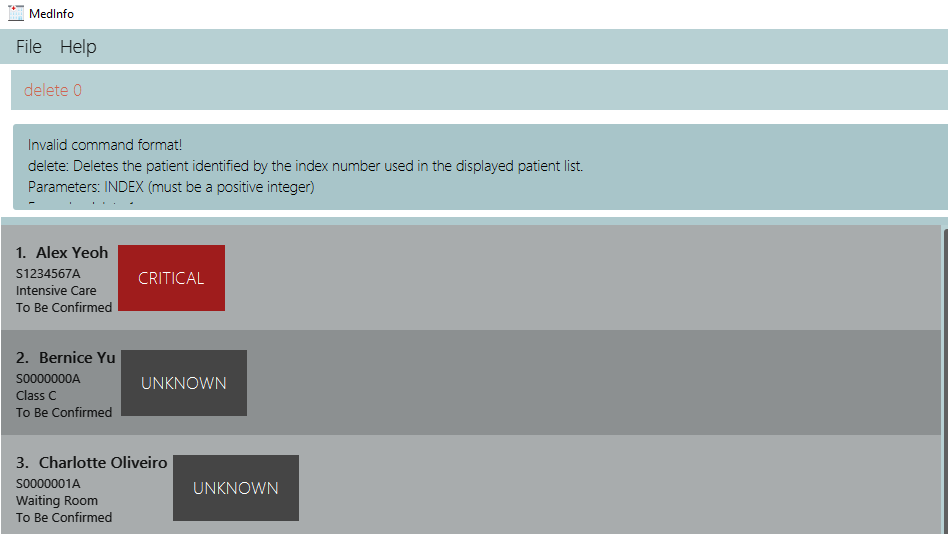 MedInfo
File Help
delete 0
Invalid command format!
delete: Deletes the patient identified by the index number used in the displayed patient list.
Parameters: INDEX (must be a positive integer)
1. Alex Yeoh
S1234567A
Intensive Care
To Be Confirmed
CRITICAL
2. Bernice Yu
S0000000A
Class C
To Be Confirmed
UNKNOWN
3. Charlotte Oliveiro
S0000001A
Waiting Room
To Be Confirmed
UNKNOWN